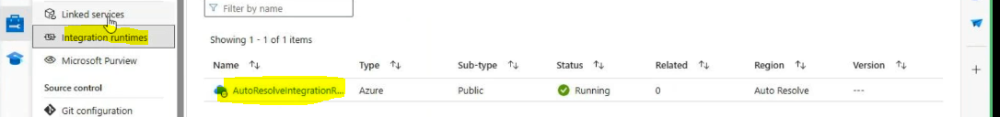 Linked services
Filter by name
Integration runtimes
Showing 1 - 1 of 1 items
Microsoft Purview
Name Type Sub-type Status Related Region Version
Source control
AutoResolveIntegrationR... Azure Public Running 0 Auto Resolve ---
Git configuration